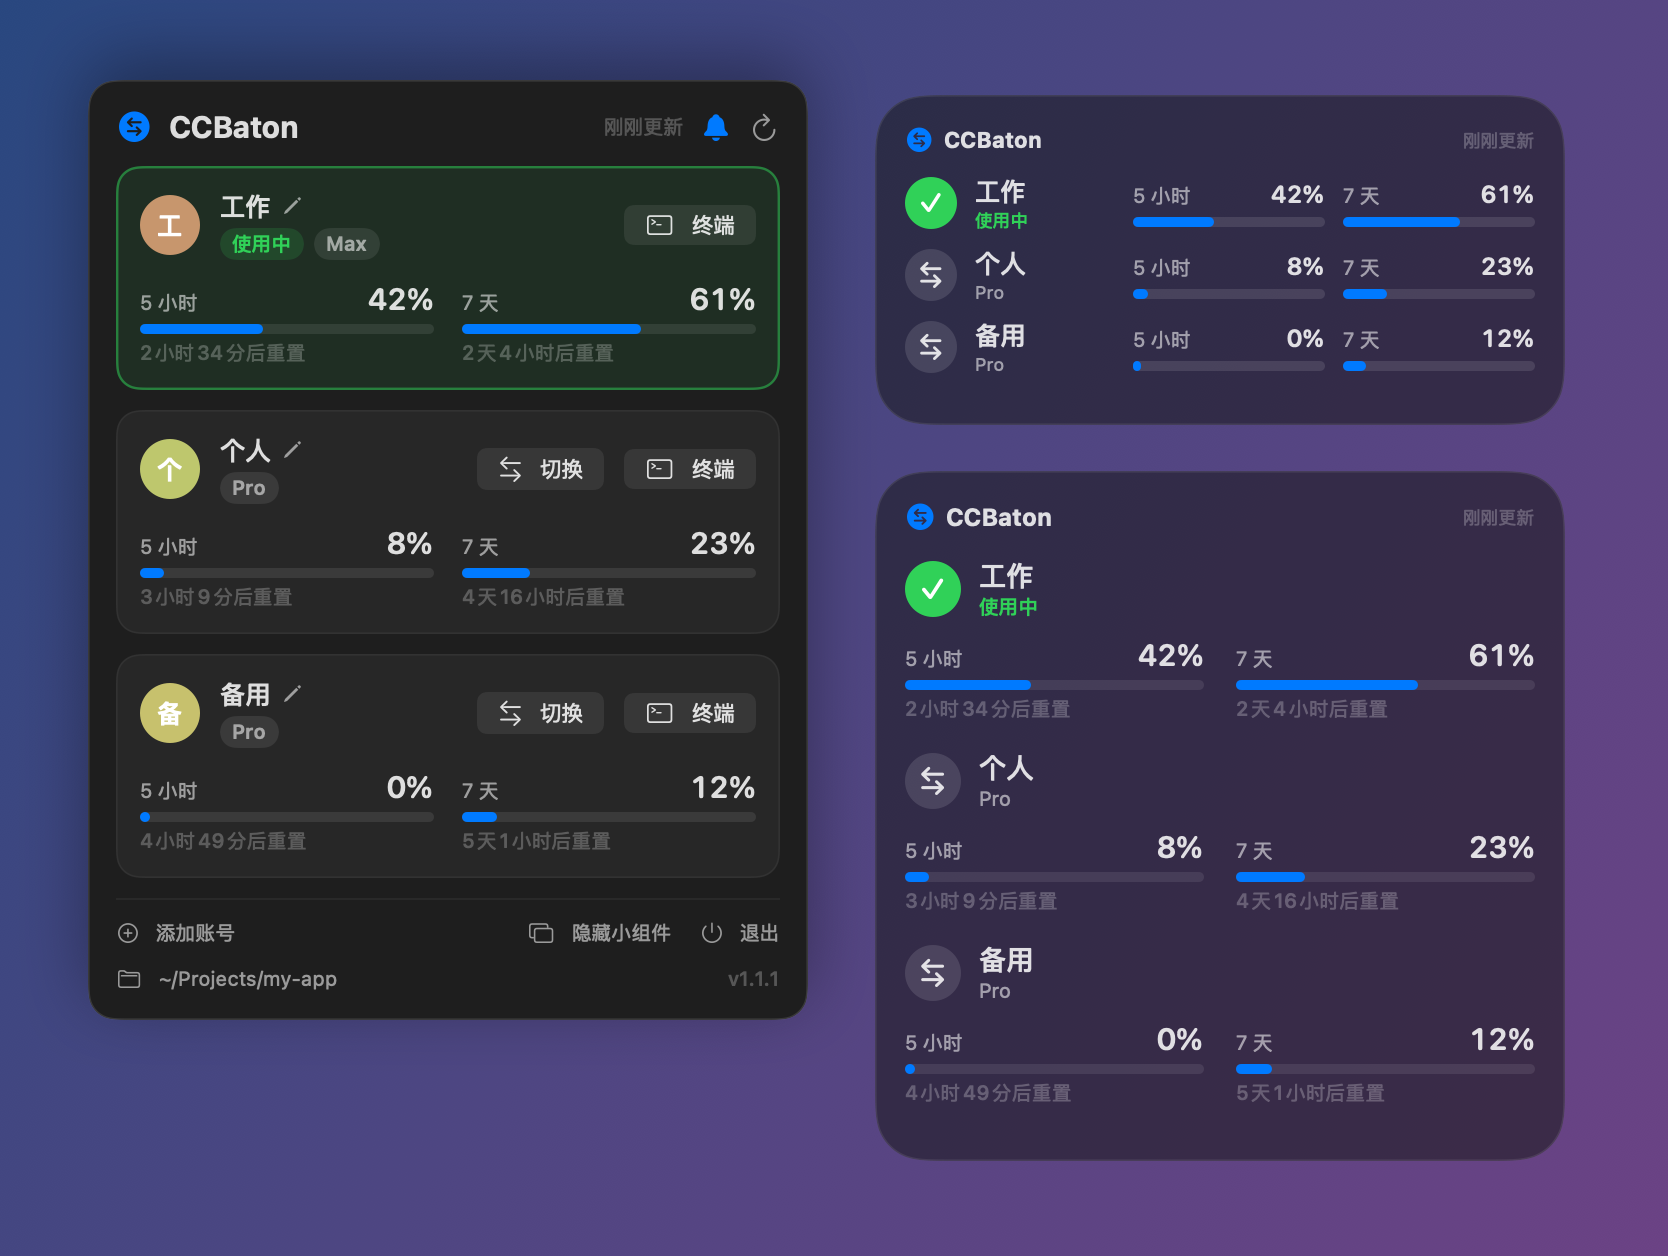 CCBaton 刚刚更新
工 工作
使用中 Max 终端
5 小时 42% 7 天 61%
2小时34分后重置 2天4小时后重置
个 个人
Pro 切换 终端
5 小时 8% 7 天 23%
3小时9分后重置 4天16小时后重置
备 备用
Pro 切换 终端
5 小时 0% 7 天 12%
4小时49分后重置 5天1小时后重置
添加账号 隐藏小组件 退出
~/Projects/my-app v1.1.1
CCBaton 刚刚更新
工作 5 小时 42% 7 天 61%
使用中
个人 5 小时 8% 7 天 23%
Pro
备用 5 小时 0% 7 天 12%
Pro
CCBaton 刚刚更新
工作
使用中
5 小时 42% 7 天 61%
2小时34分后重置 2天4小时后重置
个人
Pro
5 小时 8% 7 天 23%
3小时9分后重置 4天16小时后重置
备用
Pro
5 小时 0% 7 天 12%
4小时49分后重置 5天1小时后重置